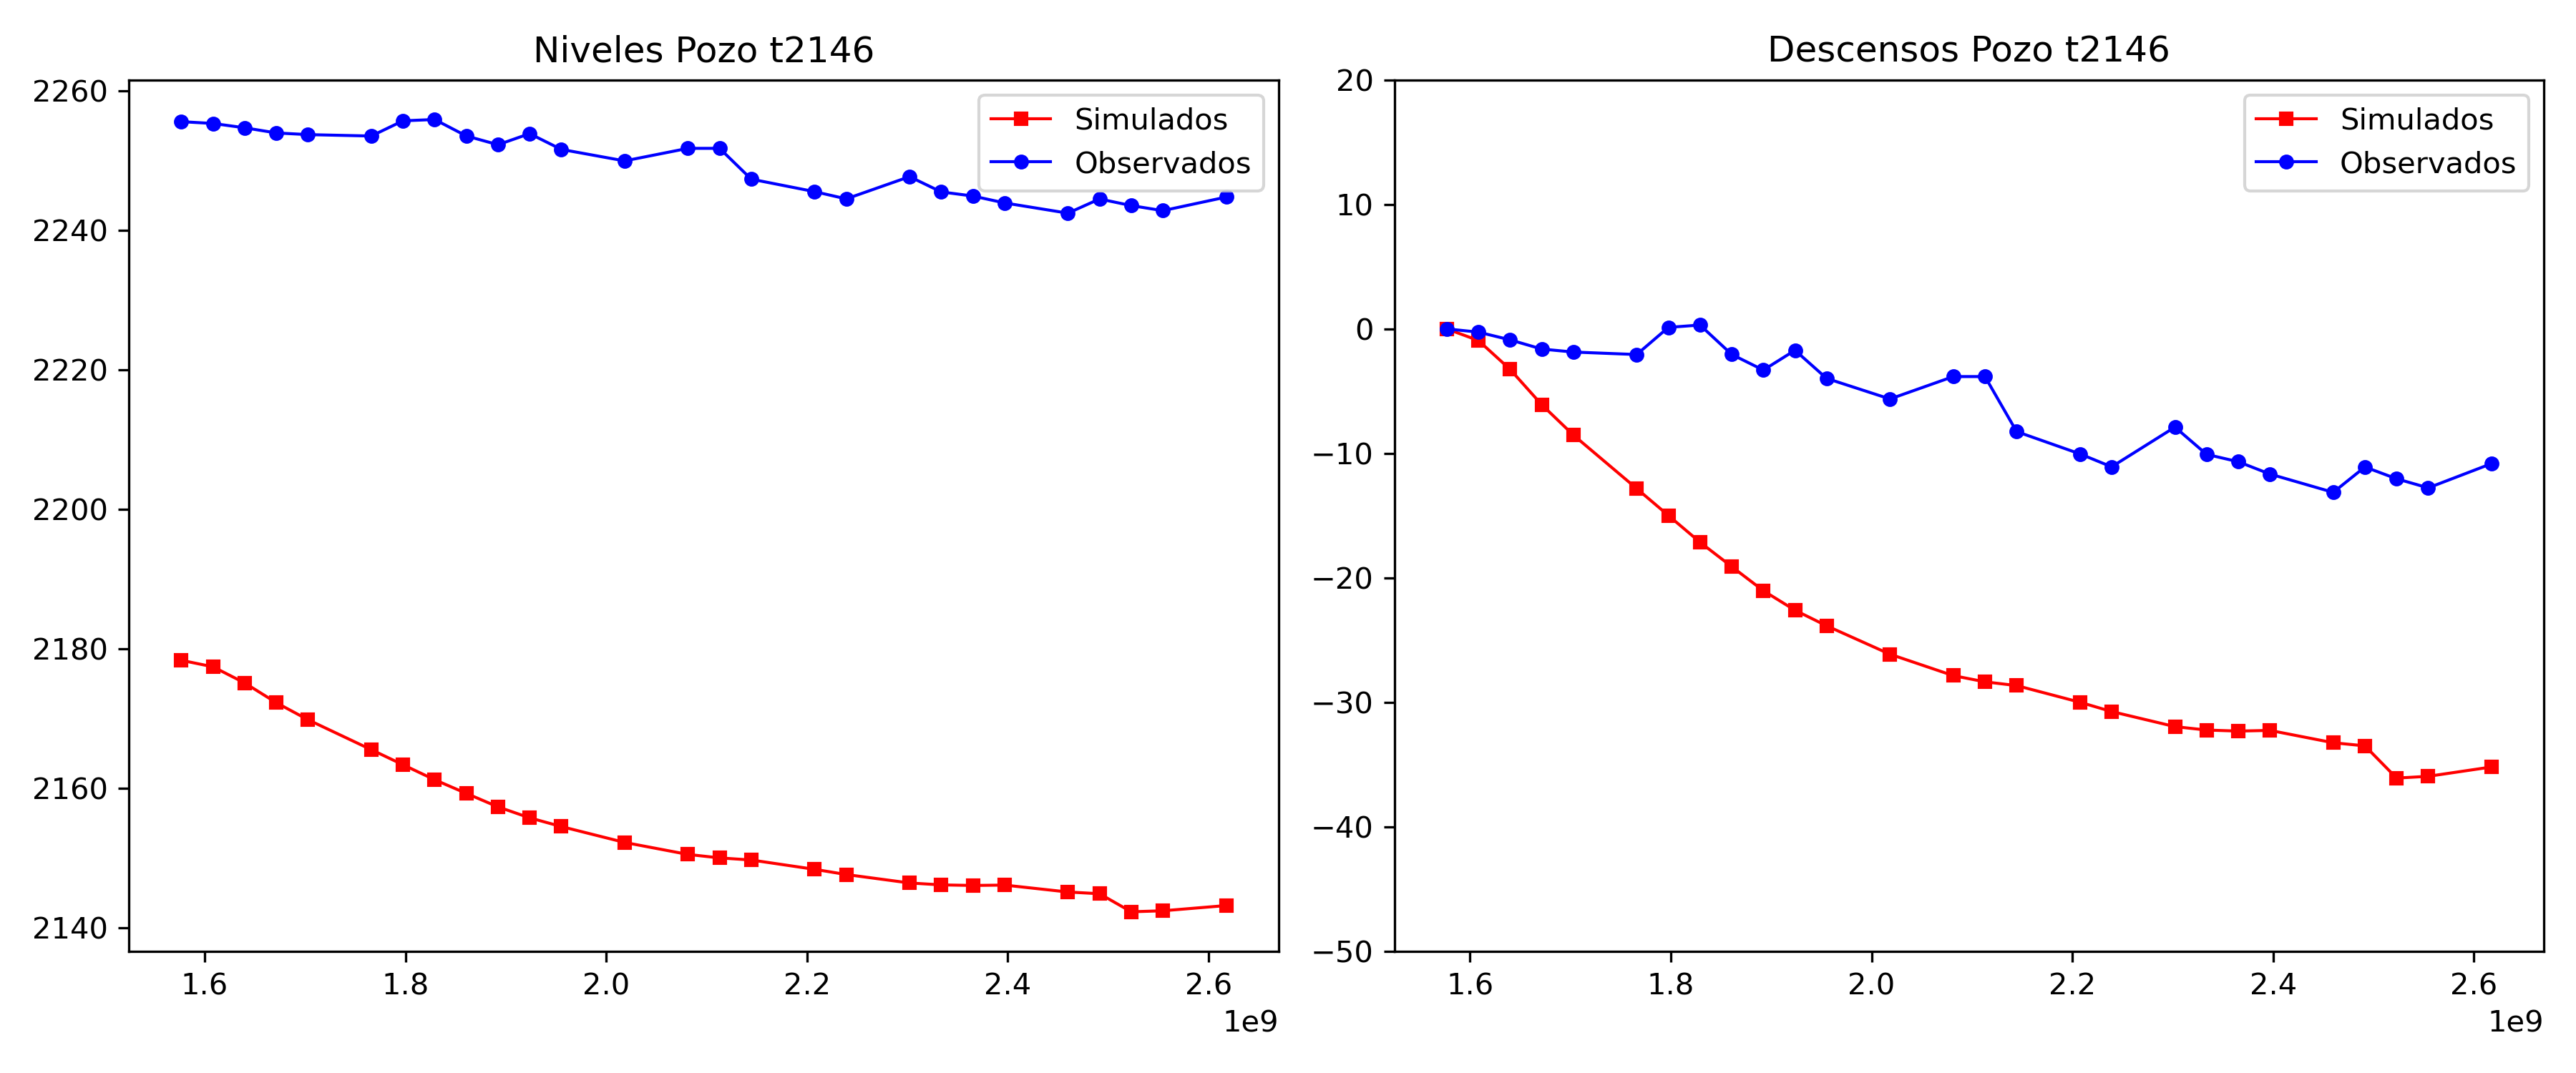 Niveles Pozo t2146
2260
2240
2220
2200
2180
2160
2140
1.6 1.8 2.0 2.2 2.4 2.6
1e9
Simulados
Observados
Descensos Pozo t2146
20
10
0
−10
−20
−30
−40
−50
1.6 1.8 2.0 2.2 2.4 2.6
1e9
Simulados
Observados